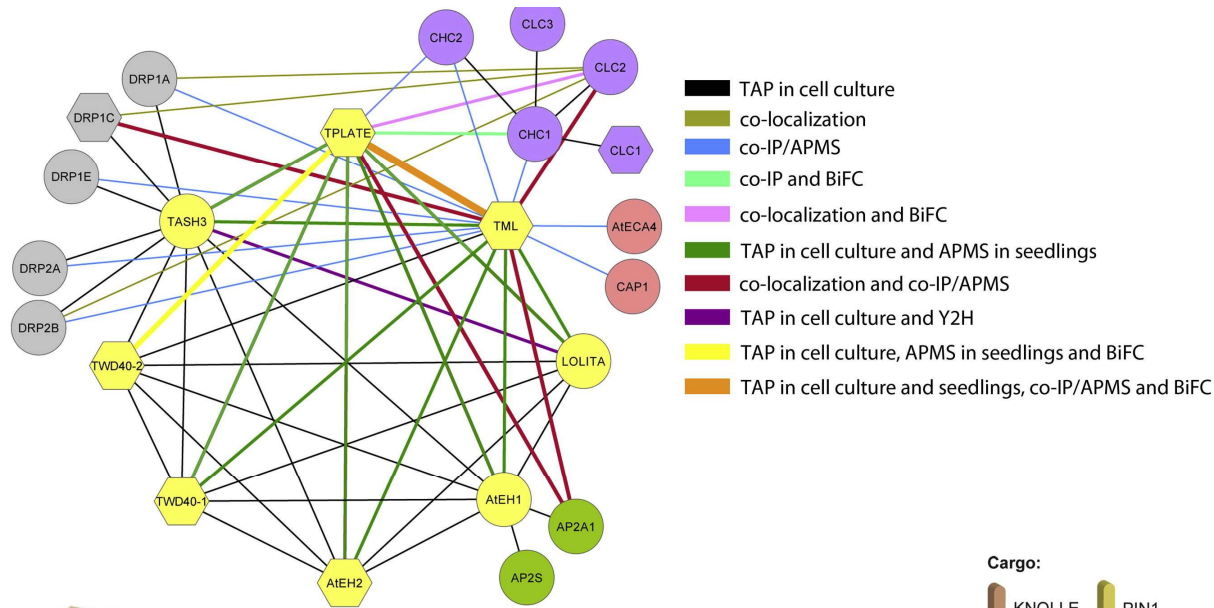 CLC3
CHC2
CLC2
DRP1A
DRP1C
TPLATE
CHC1
CLC1
DRP1E
TASH3
TML
AtECA4
DRP2A
CAP1
DRP2B
TWD40-2
LOLITA
TWD40-1
AtEH1
AP2A1
AtEH2
AP2S
TAP in cell culture
co-localization
co-IP/APMS
co-IP and BiFC
co-localization and BiFC
TAP in cell culture and APMS in seedlings
co-localization and co-IP/APMS
TAP in cell culture and Y2H
TAP in cell culture, APMS in seedlings and BiFC
TAP in cell culture and seedlings, co-IP/APMS and BiFC
Cargo:
KNOLLE PIN1